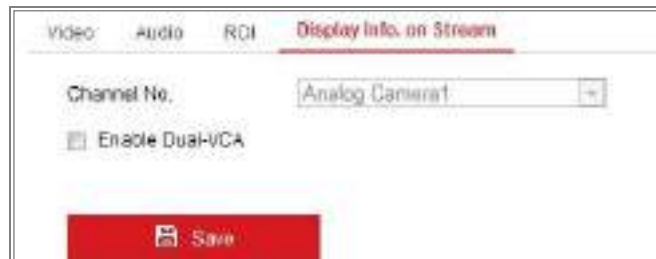 Video Audio ROI Display Info. on Stream
Channel No. Analog Camera1
Enable Dual-VCA
Save